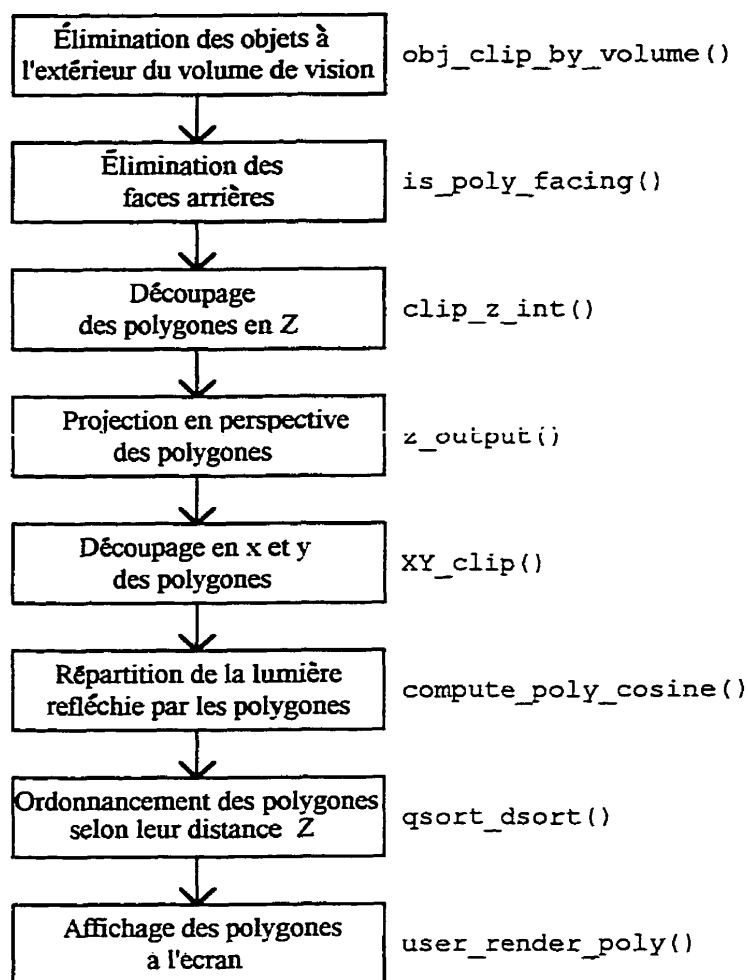 Élimination des objets à
l'extérieur du volume de vision
obj_clip_by_volume()
Élimination des
faces arrières
is_poly_facing()
Découpage
des polygones en Z
clip_z_int()
Projection en perspective
des polygones
z_output()
Découpage en x et y
des polygones
XY_clip()
Répartition de la lumière
refléchie par les polygones
compute_poly_cosine()
Ordonnancement des polygones
selon leur distance Z
qsort_dsort()
Affichage des polygones
à l'écran
user_render_poly()